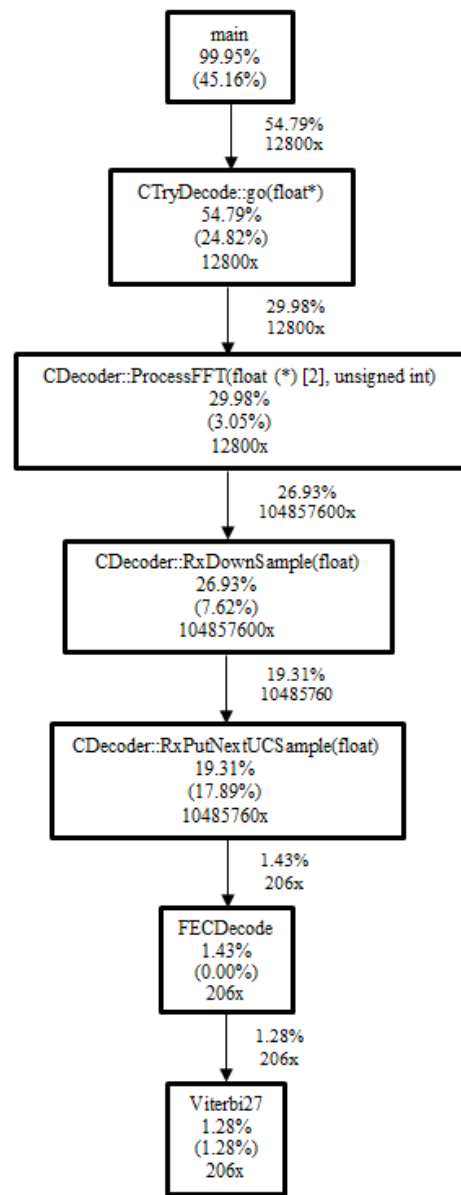 main
99.95%
(45.16%)
54.79%
12800x
CTryDecode::go(float*)
54.79%
(24.82%)
12800x
29.98%
12800x
CDecoder::ProcessFFT(float (*) [2], unsigned int)
29.98%
(3.05%)
12800x
26.93%
104857600x
CDecoder::RxDownSample(float)
26.93%
(7.62%)
104857600x
19.31%
10485760
CDecoder::RxPutNextUCSample(float)
19.31%
(17.89%)
10485760x
1.43%
206x
FECDecode
1.43%
(0.00%)
206x
1.28%
206x
Viterbi27
1.28%
(1.28%)
206x